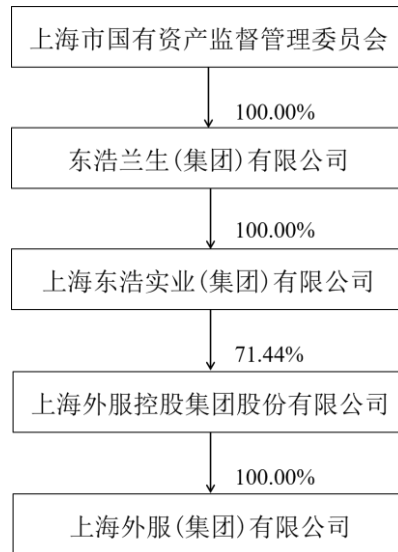 上海市国有资产监督管理委员会
100.00%
东浩兰生(集团)有限公司
100.00%
上海东浩实业(集团)有限公司
71.44%
上海外服控股集团股份有限公司
100.00%
上海外服(集团)有限公司